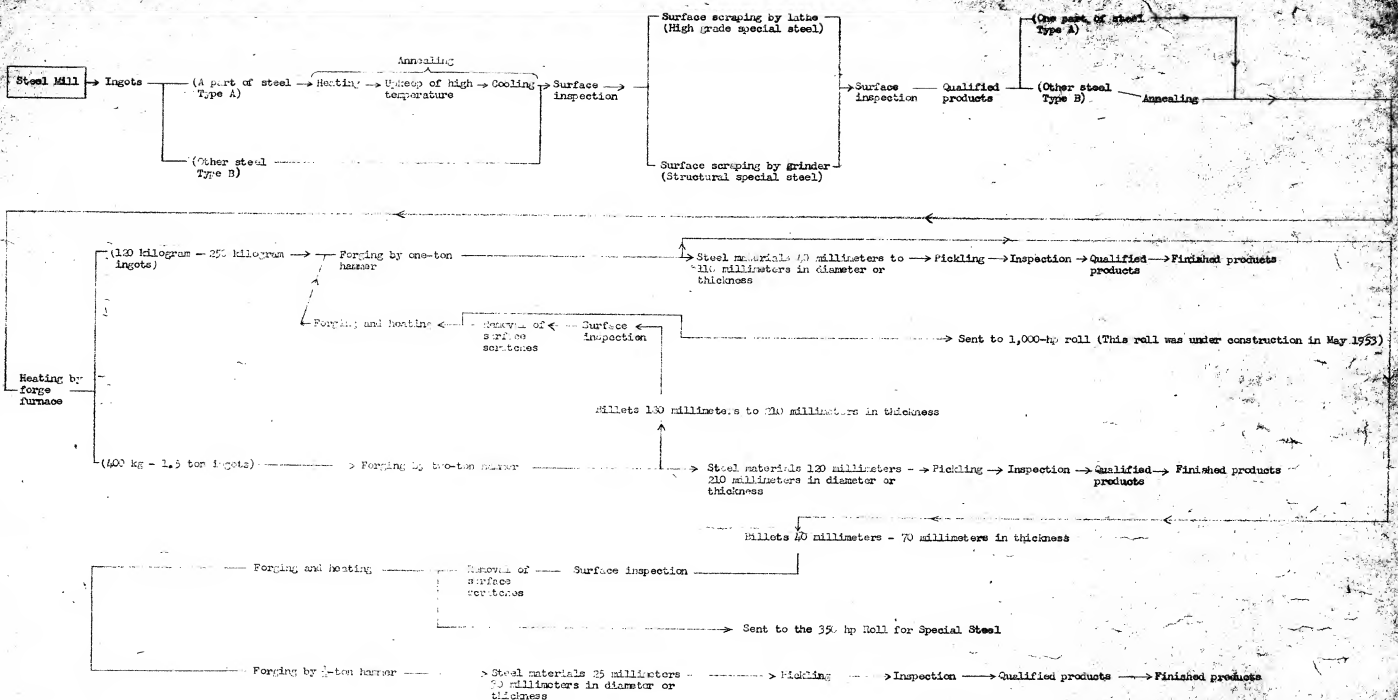 Surface scraping by lathe
(High grade special steel)
(One part of steel
Type A)
Annealing
Steel Mill
Ingots
(A part of steel
Type A)
Heating
Upkeep of high
temperature
Cooling
Surface
inspection
Surface
inspection
Qualified
products
(Other steel
Type B)
Annealing
(Other steel
Type B)
Surface scraping by grinder
(Structural special steel)
(120 kilogram - 250 kilogram
ingots)
Forging by one-ton
hammer
Steel materials 40 millimeters to
110 millimeters in diameter or
thickness
Pickling
Inspection
Qualified
products
Finished products
Forging and heating
Removal of
surface
scratches
Surface
inspection
Sent to 1,000-hp roll (This roll was under construction in May 1953)
Heating by
forge
furnace
Billets 130 millimeters to millimeters in thickness
(400 kg - 1.5 ton ingots)
Forging by two-ton hammer
Steel materials 120 millimeters -
210 millimeters in diameter or
thickness
Pickling
Inspection
Qualified
products
Finished products
Billets 40 millimeters - 70 millimeters in thickness
Forging and heating
Removal of
surface
scratches
Surface inspection
Sent to the hp Roll for Special Steel
Forging by hammer
Steel materials 25 millimeters -
millimeters in diameter or
thickness
Pickling
Inspection
Qualified products
Finished products